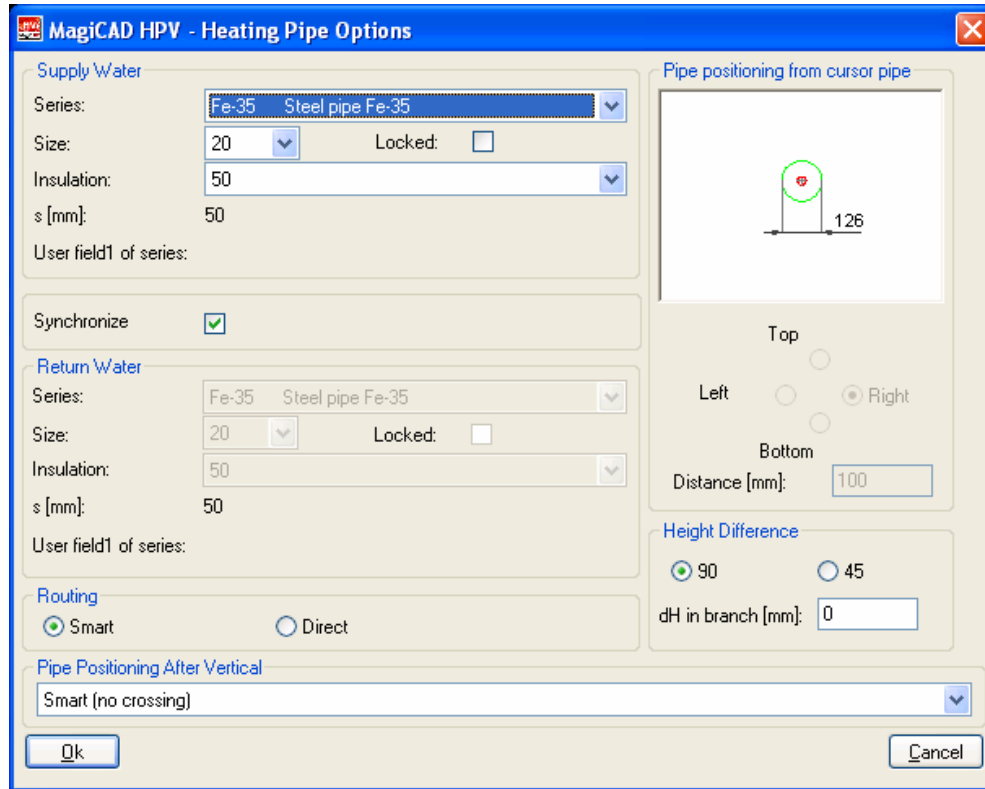 MagiCAD HPV - Heating Pipe Options
Supply Water
Series: Fe-35 Steel pipe Fe-35
Size: 20 Locked:
Insulation: 50
s [mm]: 50
User field1 of series:
Synchronize
Return Water
Series: Fe-35 Steel pipe Fe-35
Size: 20 Locked:
Insulation: 50
s [mm]: 50
User field1 of series:
Routing
Smart Direct
Pipe positioning from cursor pipe
126
Top
Left Right
Bottom
Distance [mm]: 100
Height Difference
90 45
dH in branch [mm]: 0
Pipe Positioning After Vertical
Smart (no crossing)
Ok Cancel